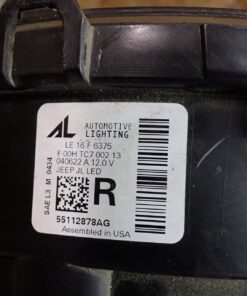 AL AUTOMOTIVE
LIGHTING
LE 16 F 6375
F 00H TC7 002 13
040622 A 12.0 V
JEEP JL LED
SAE L3 M 0434
R
55112878AG
Assembled in USA